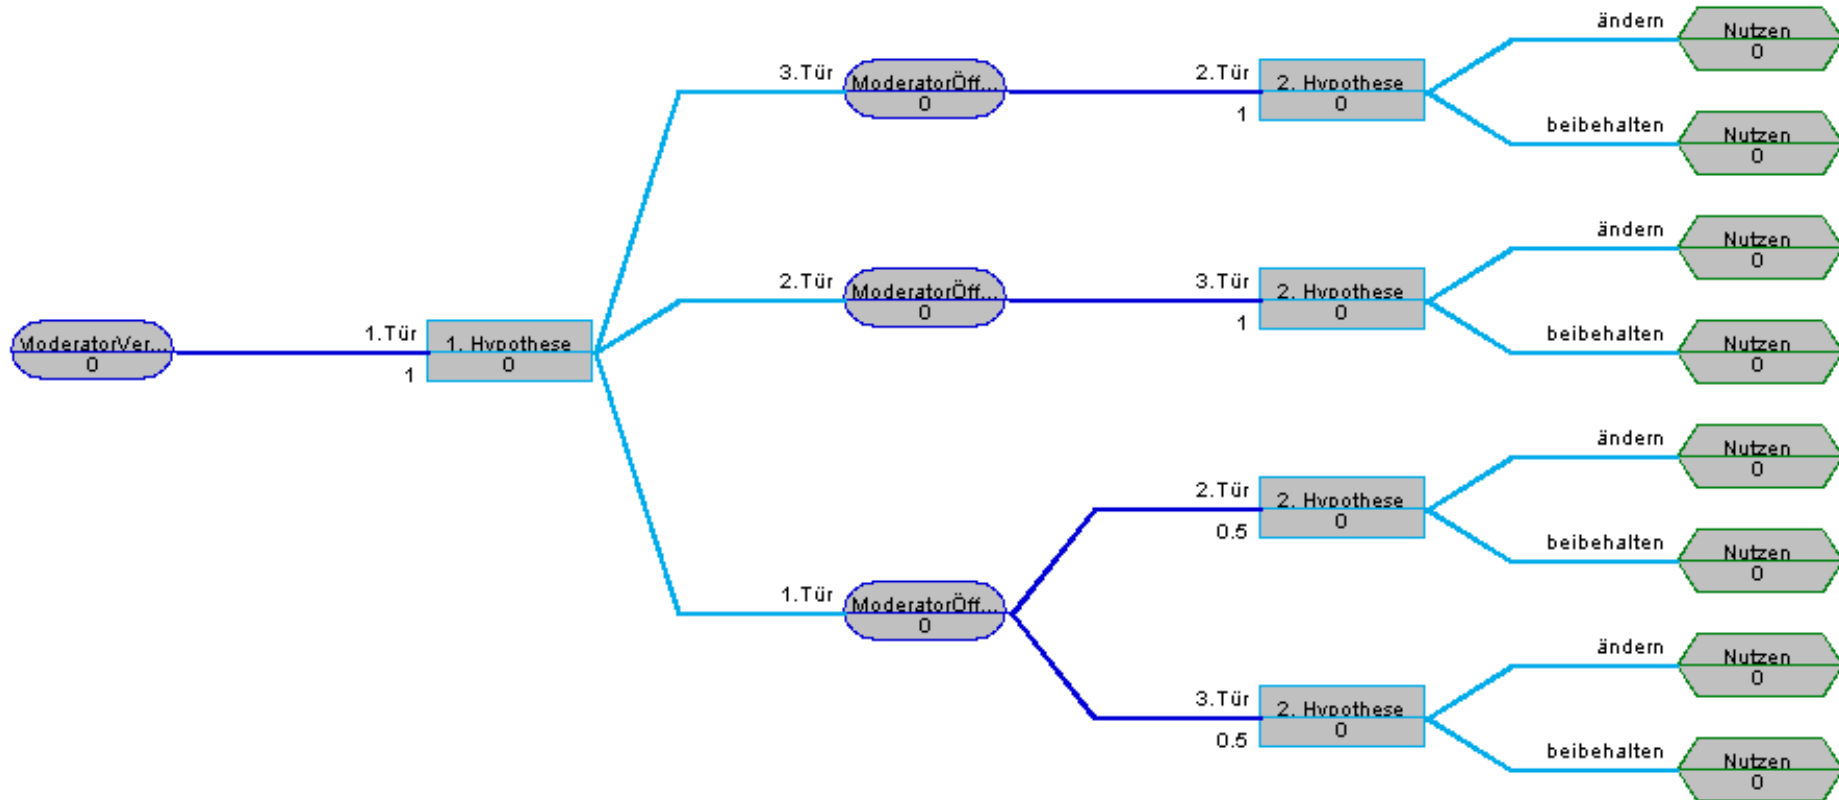 ändern
Nutzen
0
3.Tür
ModeratorÖff...
0
2.Tür
1
2. Hypothese
0
beibehalten
Nutzen
0
ändern
Nutzen
0
2.Tür
ModeratorÖff...
0
3.Tür
1
2. Hypothese
0
beibehalten
Nutzen
0
ModeratorVer...
0
1.Tür
1
1. Hypothese
0
ändern
Nutzen
0
2.Tür
0.5
2. Hypothese
0
beibehalten
Nutzen
0
1.Tür
ModeratorÖff...
0
ändern
Nutzen
0
3.Tür
0.5
2. Hypothese
0
beibehalten
Nutzen
0